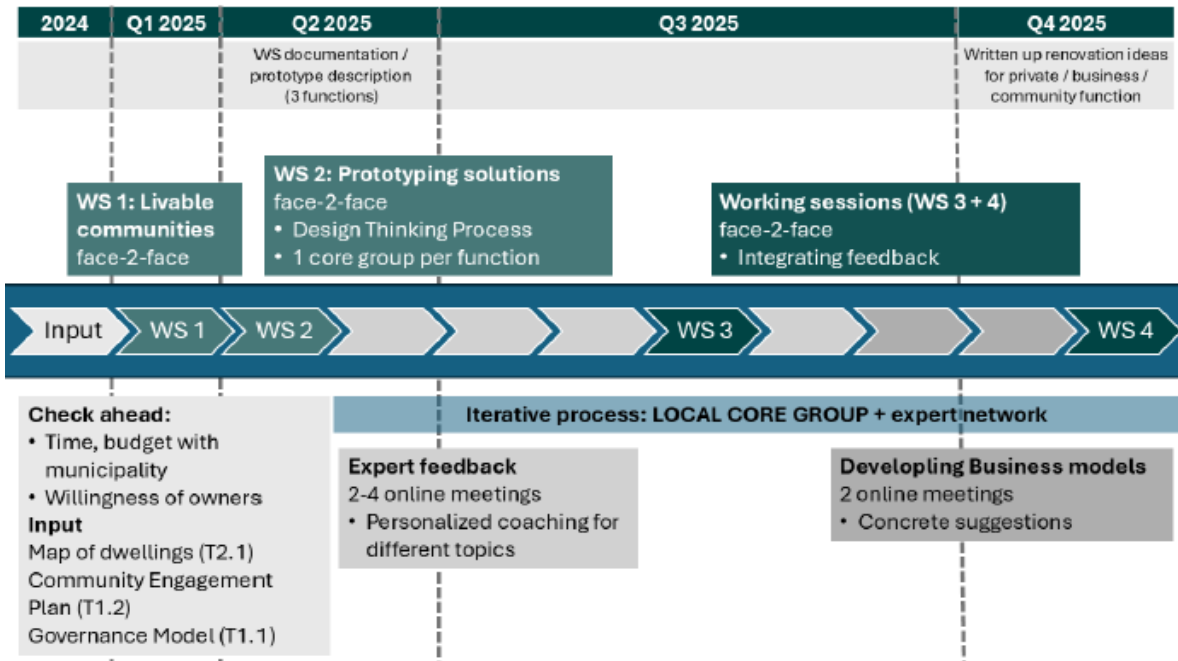 2024
Q1 2025
Q2 2025
Q3 2025
Q4 2025
WS documentation /
prototype description
(3 functions)
Written up renovation ideas
for private / business /
community function
WS 1: Livable
communities
face-2-face
WS 2: Prototyping solutions
face-2-face
• Design Thinking Process
• 1 core group per function
Working sessions (WS 3 + 4)
face-2-face
• Integrating feedback
Input
WS 1
WS 2
WS 3
WS 4
Check ahead:
• Time, budget with
municipality
• Willingness of owners
Input
Map of dwellings (T2.1)
Community Engagement
Plan (T1.2)
Governance Model (T1.1)
Iterative process: LOCAL CORE GROUP + expert network
Expert feedback
2-4 online meetings
• Personalized coaching for
different topics
Developling Business models
2 online meetings
• Concrete suggestions